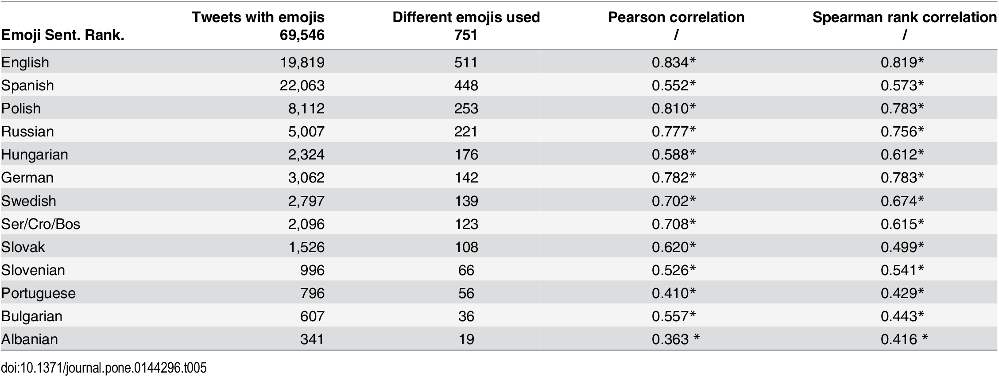 Tweets with emojis Different emojis used Pearson correlation Spearman rank correlation
Emoji Sent. Rank. 69,546 751 / /
English 19,819 511 0.834* 0.819*
Spanish 22,063 448 0.552* 0.573*
Polish 8,112 253 0.810* 0.783*
Russian 5,007 221 0.777* 0.756*
Hungarian 2,324 176 0.588* 0.612*
German 3,062 142 0.782* 0.783*
Swedish 2,797 139 0.702* 0.674*
Ser/Cro/Bos 2,096 123 0.708* 0.615*
Slovak 1,526 108 0.620* 0.499*
Slovenian 996 66 0.526* 0.541*
Portuguese 796 56 0.410* 0.429*
Bulgarian 607 36 0.557* 0.443*
Albanian 341 19 0.363 * 0.416 *
doi:10.1371/journal.pone.0144296.t005